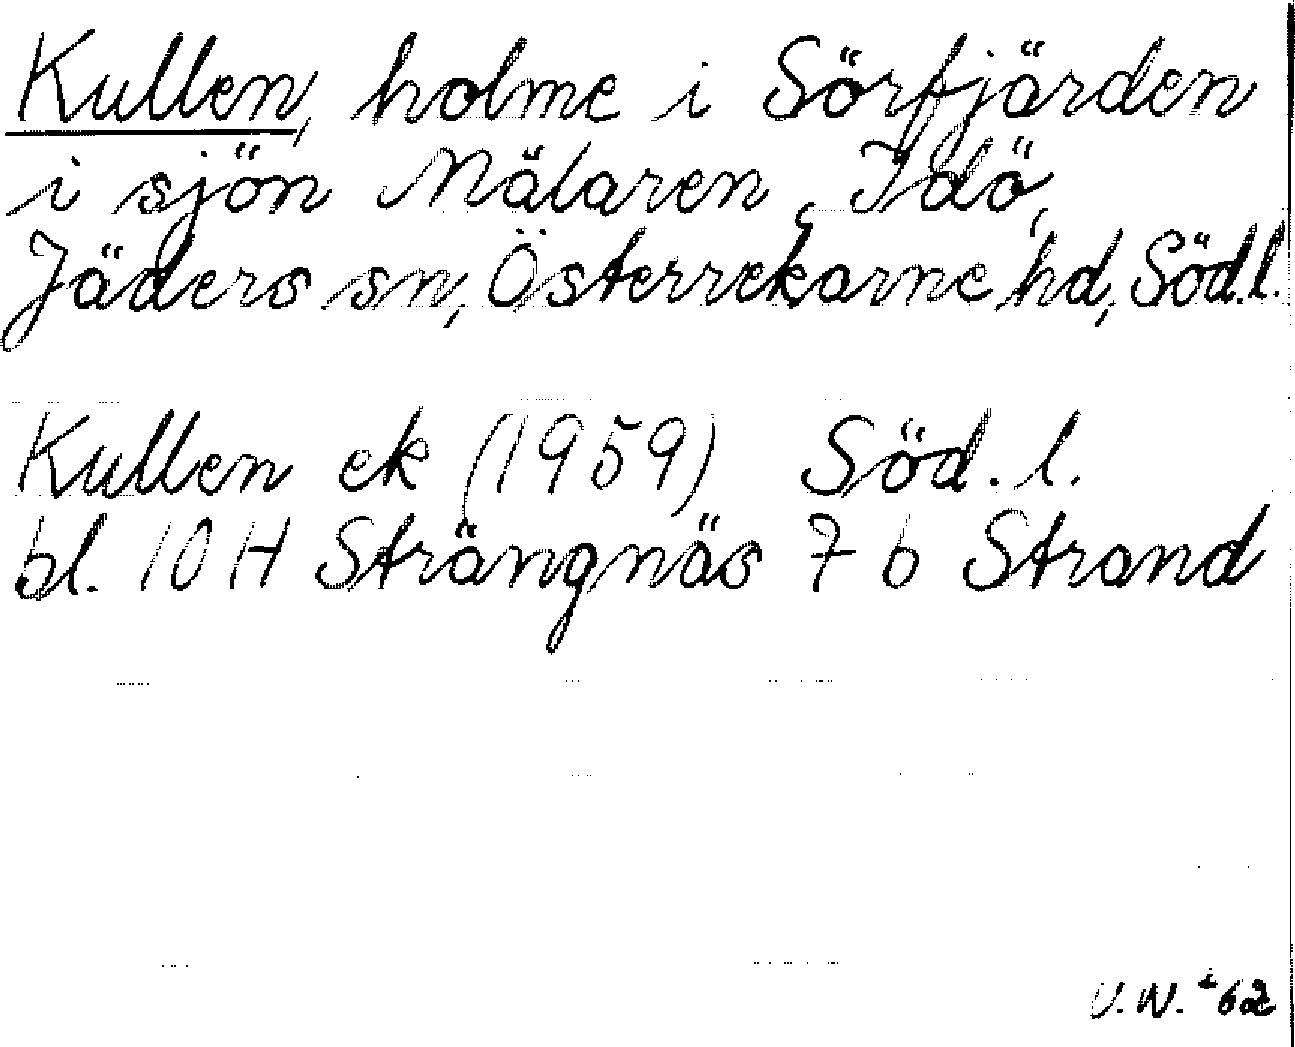 Kullen, holme i Sörfjärden
i sjön Mälaren, Idö,
Jäders sn, Österrekarne hd, Söd.l.
Kullen ek (1959) Söd. l.
bl. 10 H Strängnäs 7 b Strand
V.W. 62